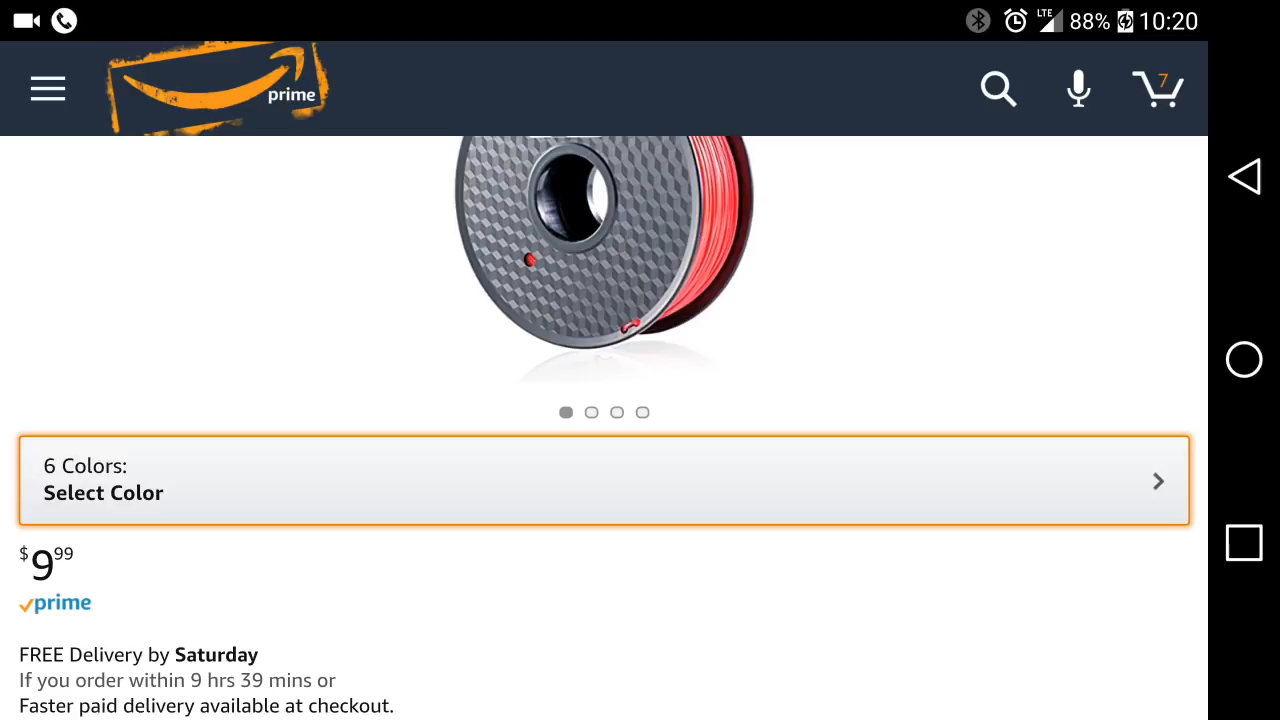 LTE 88% 10:20
prime 7
6 Colors:
Select Color
$9 99
prime
FREE Delivery by Saturday
If you order within 9 hrs 39 mins or
Faster paid delivery available at checkout.